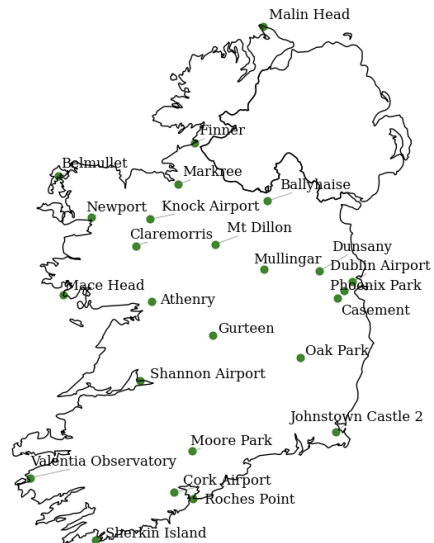 Malin Head
Finner
Belmullet
Markree
Ballyhaise
Newport
Knock Airport
Claremorris
Mt Dillon
Dunsany
Mullingar
Dublin Airport
Mace Head
Phoenix Park
Athenry
Casement
Gurteen
Oak Park
Shannon Airport
Johnstown Castle 2
Moore Park
Valentia Observatory
Cork Airport
Roches Point
Sherkin Island